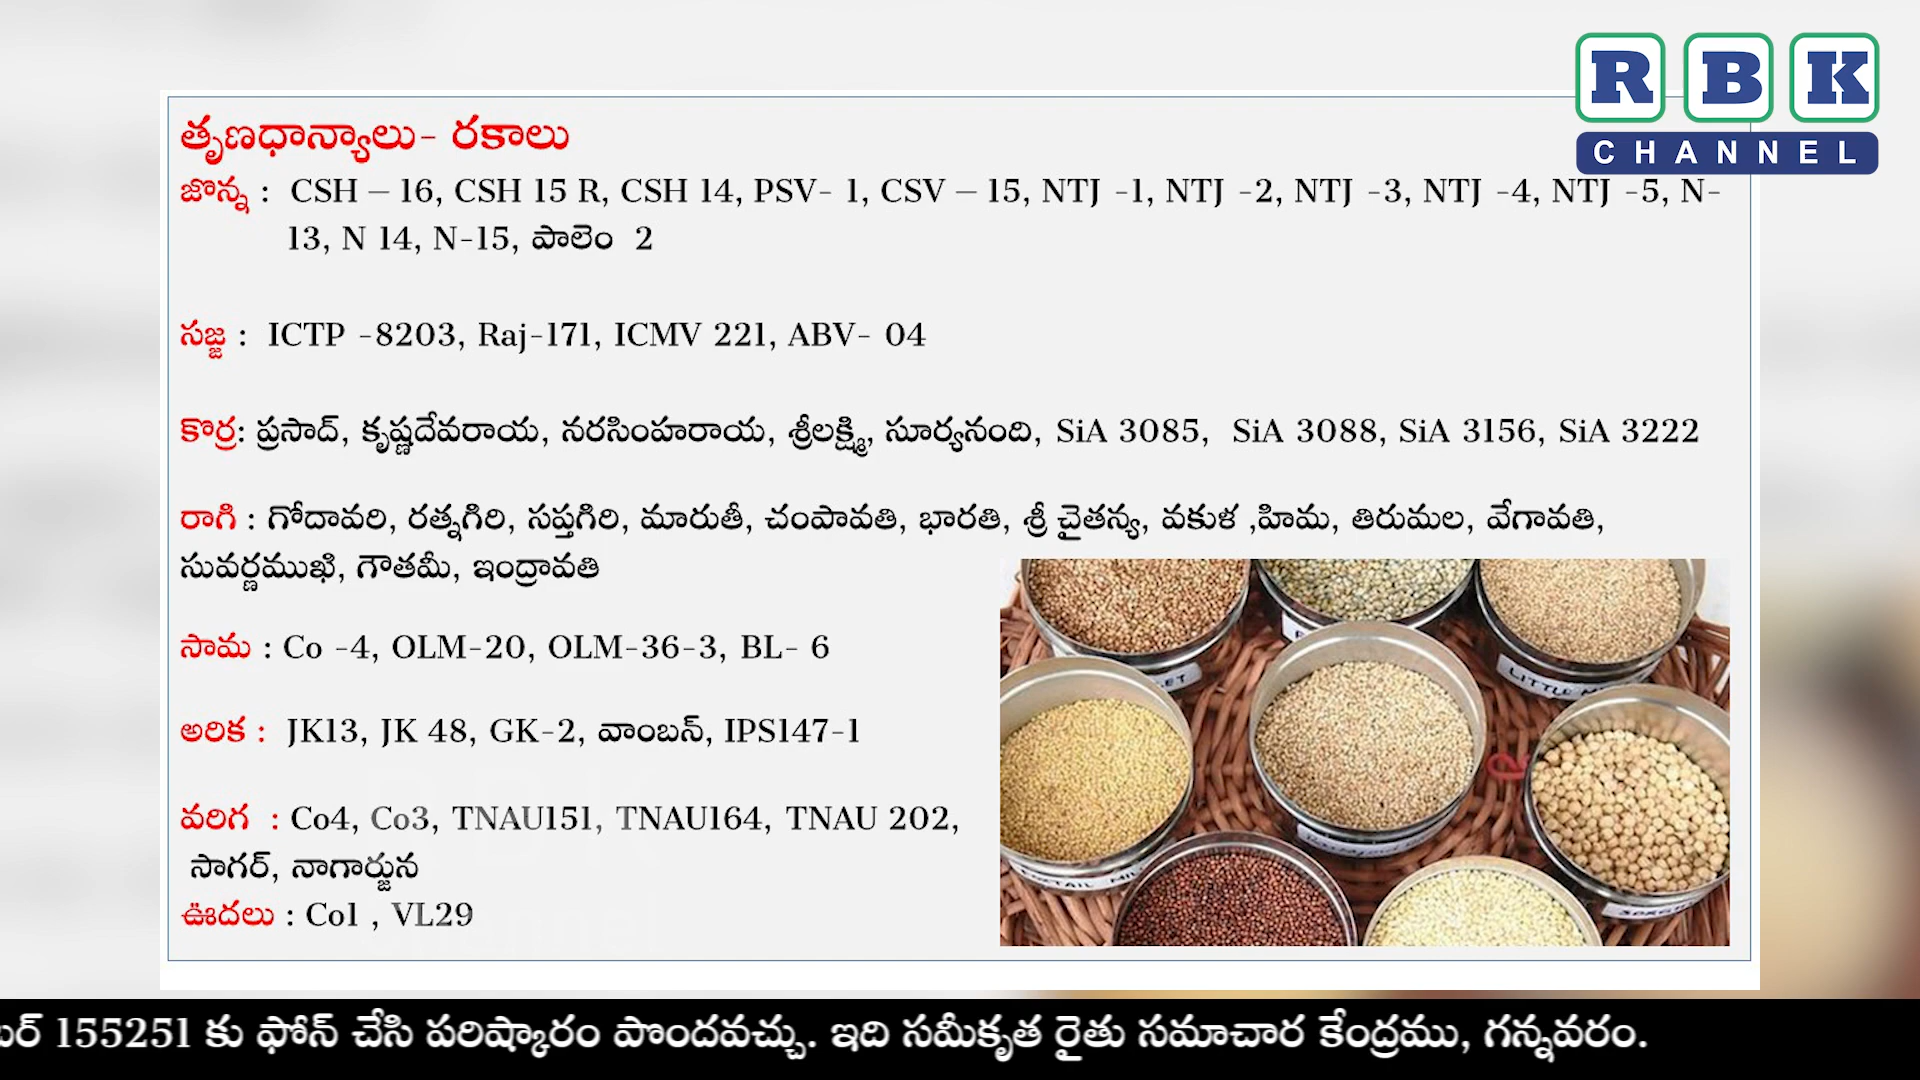 R B K
CHANNEL
తృణధాన్యాలు- రకాలు
జొన్న : CSH – 16, CSH 15 R, CSH 14, PSV- 1, CSV – 15, NTJ -1, NTJ -2, NTJ -3, NTJ -4, NTJ -5, N-
13, N 14, N-15, పాలెం 2
సజ్జ : ICTP -8203, Raj-171, ICMV 221, ABV- 04
కొర్ర: ప్రసాద్, కృష్ణదేవరాయ, నరసింహరాయ, శ్రీలక్ష్మి, సూర్యనంది, SiA 3085, SiA 3088, SiA 3156, SiA 3222
రాగి : గోదావరి, రత్నగిరి, సప్తగిరి, మారుతీ, చంపావతి, భారతి, శ్రీ చైతన్య, వకుళ ,హిమ, తిరుమల, వేగావతి,
సువర్ణముఖి, గౌతమీ, ఇంద్రావతి
సామ : Co -4, OLM-20, OLM-36-3, BL- 6
అరిక : JK13, JK 48, GK-2, వాంబన్, IPS147-1
వరిగ : Co4, Co3, TNAU151, TNAU164, TNAU 202,
సాగర్, నాగార్జున
ఊదలు : Co1 , VL29
LITTLE
155251 కు ఫోన్ చేసి పరిష్కారం పొందవచ్చు. ఇది సమీకృత రైతు సమాచార కేంద్రము, గన్నవరం.